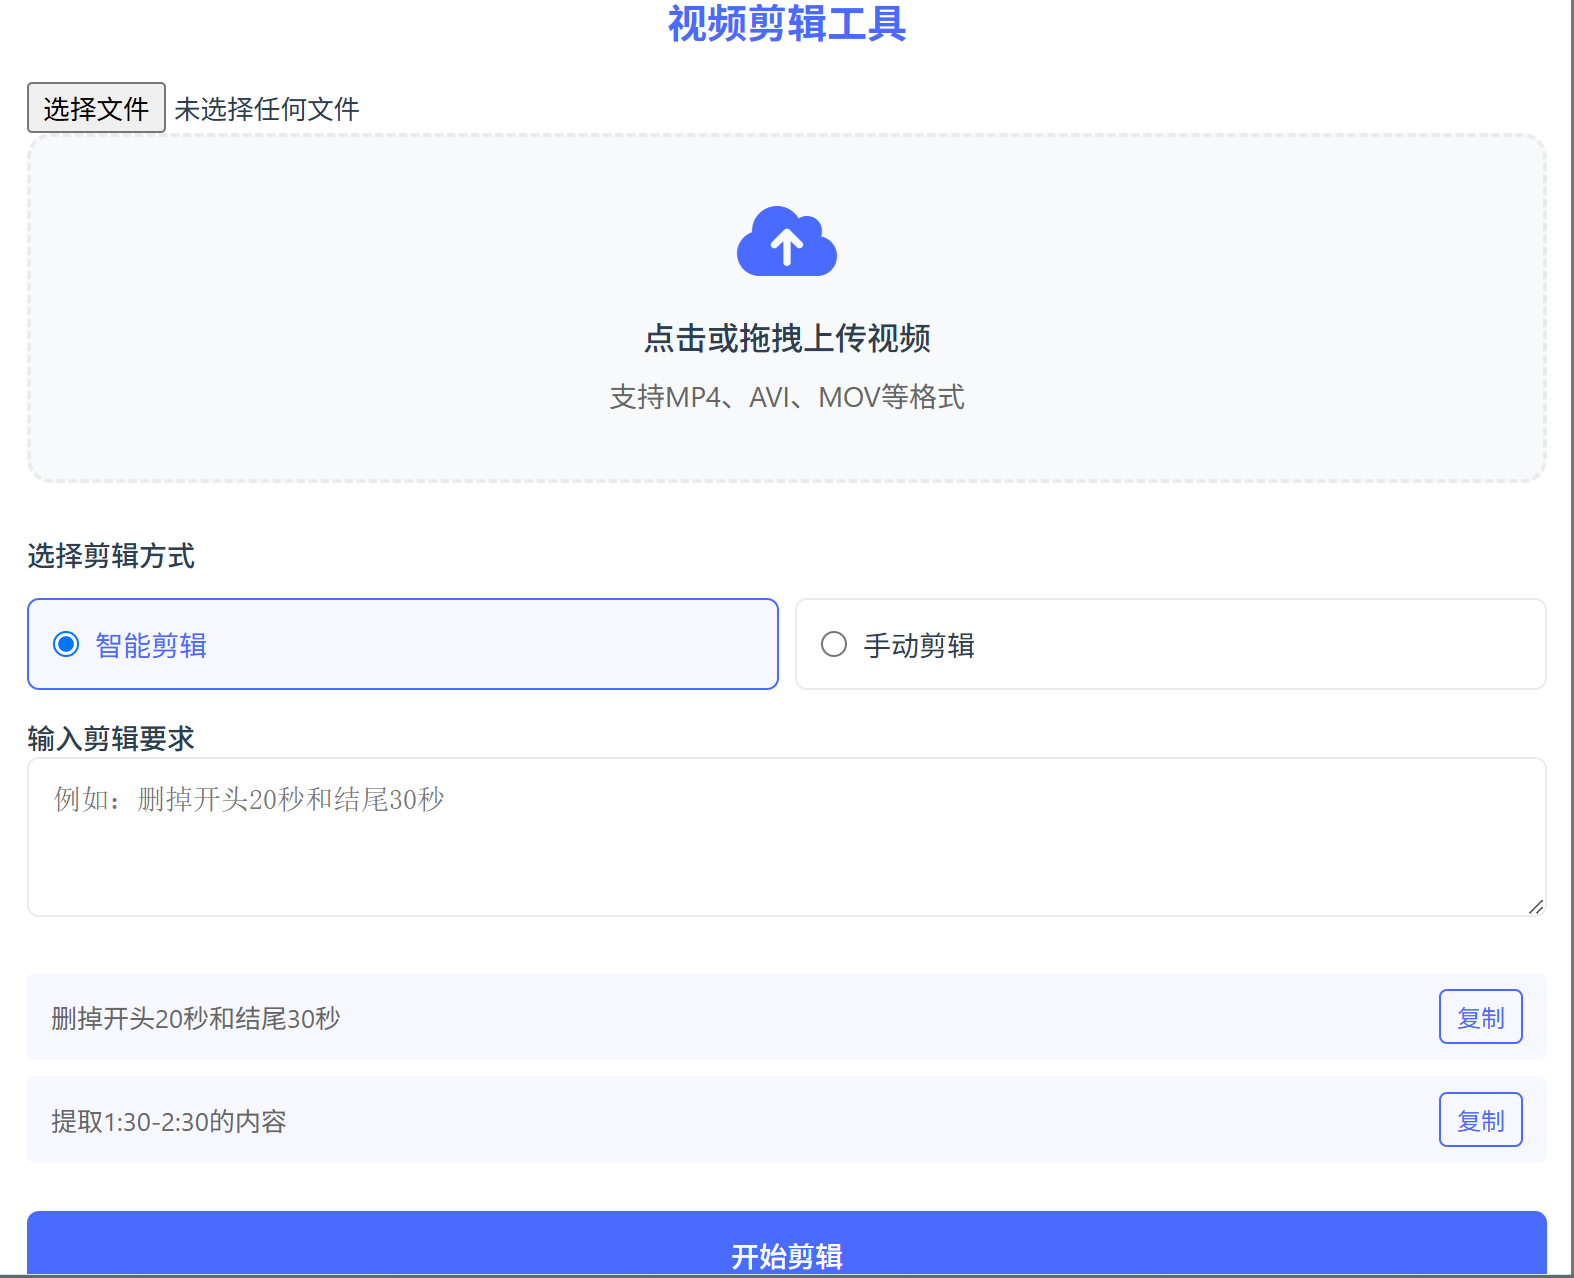 视频剪辑工具
选择文件 未选择任何文件
点击或拖拽上传视频
支持MP4、AVI、MOV等格式
选择剪辑方式
智能剪辑
手动剪辑
输入剪辑要求
例如：删掉开头20秒和结尾30秒
删掉开头20秒和结尾30秒
复制
提取1:30-2:30的内容
复制
开始剪辑